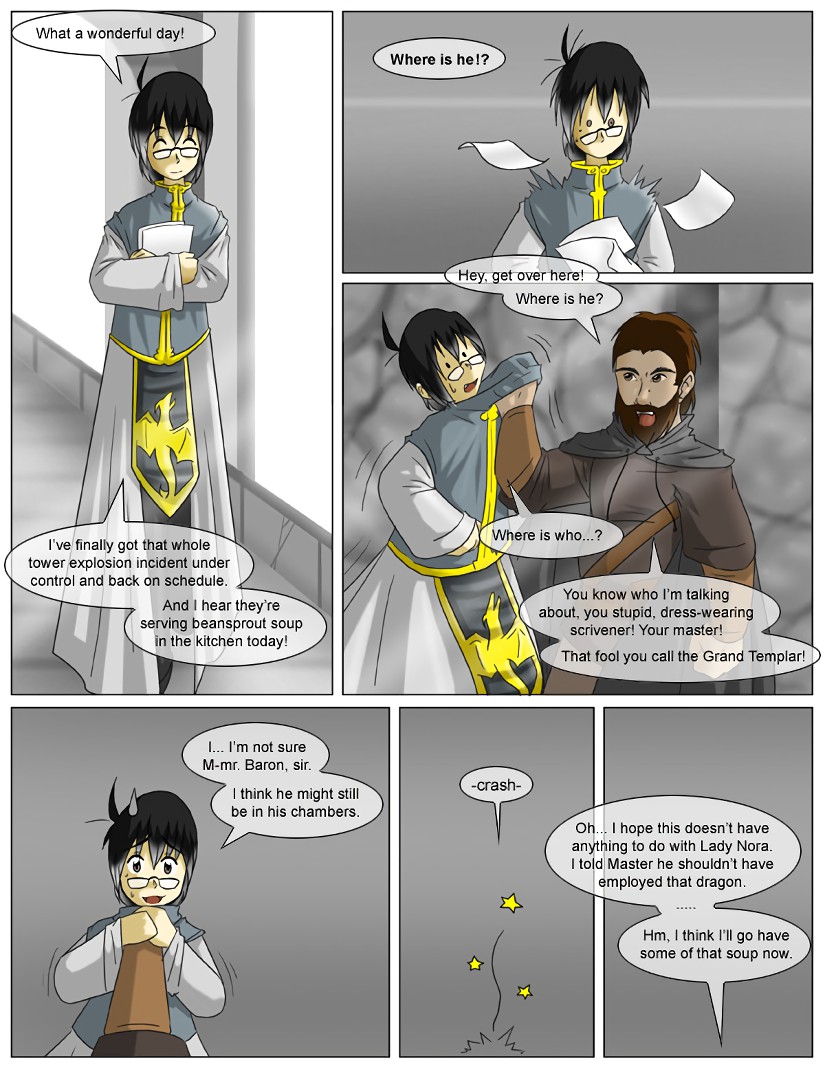 What a wonderful day!
I've finally got that whole
tower explosion incident under
control and back on schedule.
And I hear they're
serving beansprout soup
in the kitchen today!
Where is he!?
Hey, get over here!
Where is he?
Where is who...?
You know who I'm talking
about, you stupid, dress-wearing
scrivener! Your master!
That fool you call the Grand Templar!
I... I'm not sure
M-mr. Baron, sir.
I think he might still
be in his chambers.
-crash-
Oh... I hope this doesn't have
anything to do with Lady Nora.
I told Master he shouldn't have
employed that dragon.
.....
Hm, I think I'll go have
some of that soup now.